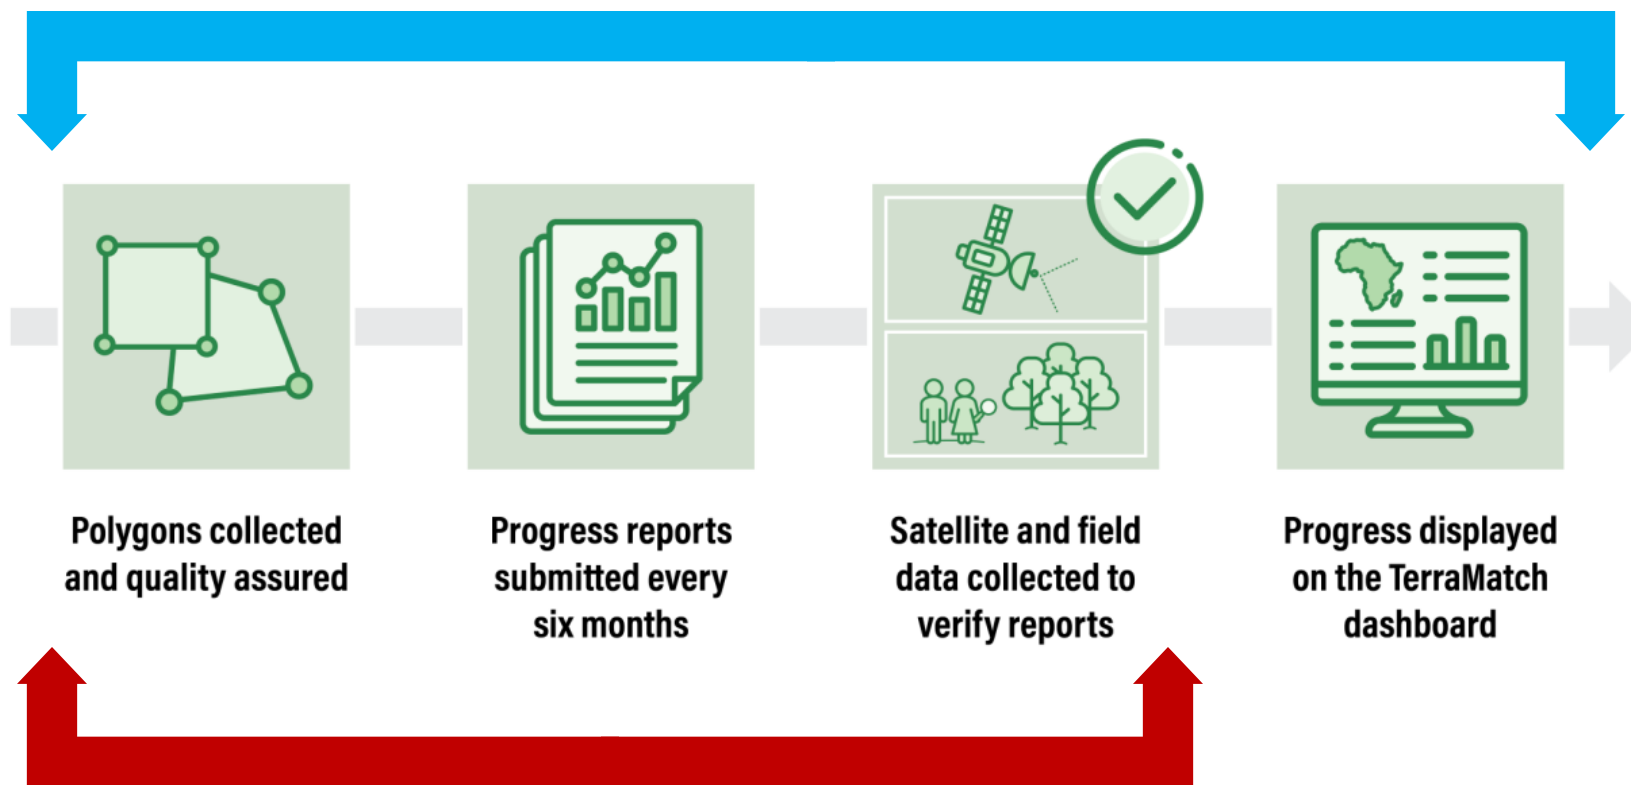 Polygons collected
and quality assured
Progress reports
submitted every
six months
Satellite and field
data collected to
verify reports
Progress displayed
on the TerraMatch
dashboard